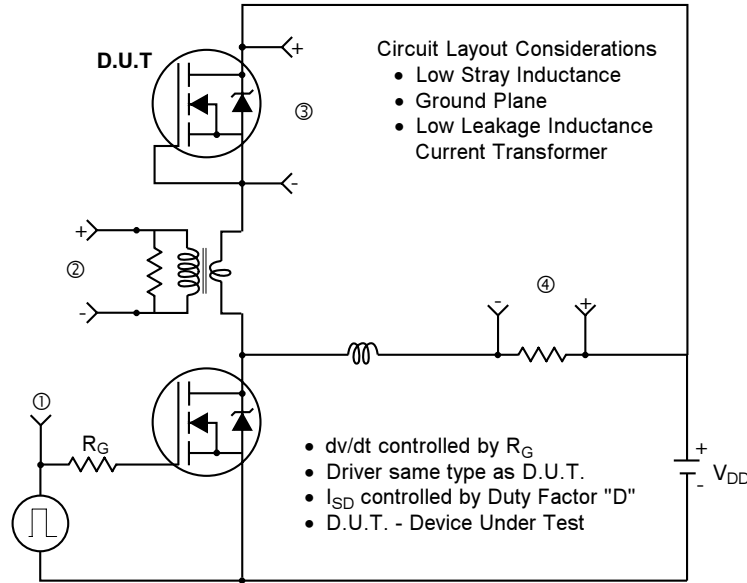 D.U.T
+
③
-
Circuit Layout Considerations
• Low Stray Inductance
• Ground Plane
• Low Leakage Inductance
Current Transformer
+
②
-
④
-
+
①
RG
• dv/dt controlled by RG
• Driver same type as D.U.T.
• ISD controlled by Duty Factor "D"
• D.U.T. - Device Under Test
+
-
VDD